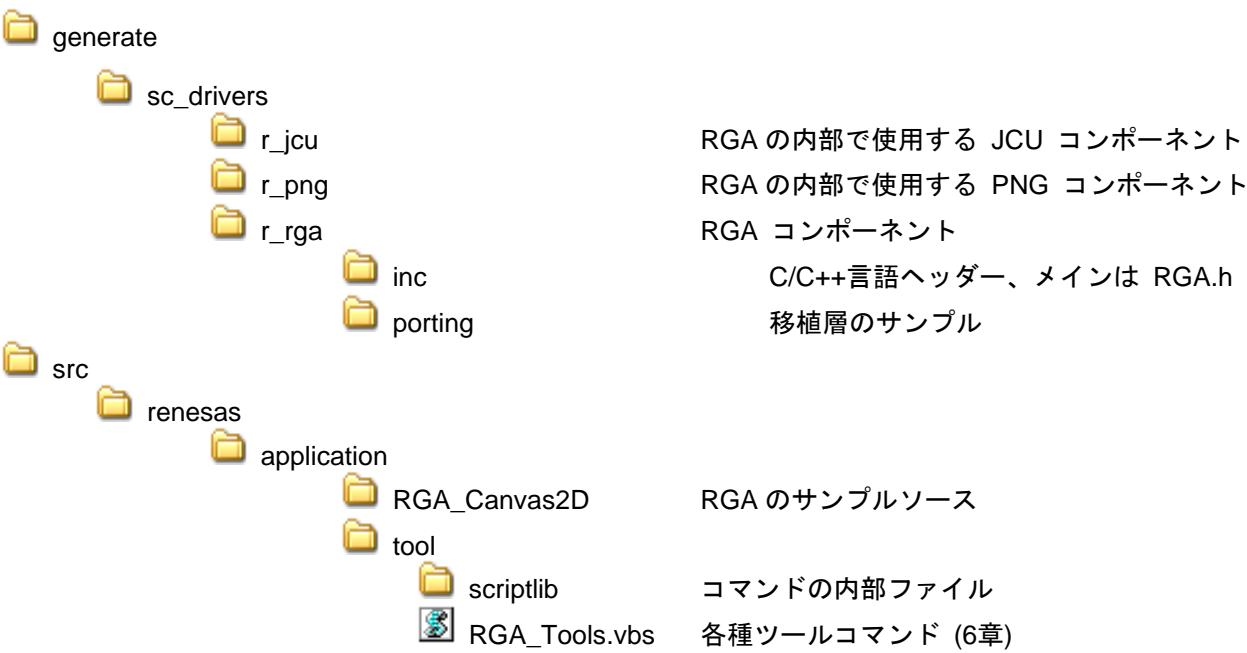 generate
sc_drivers
r_jcu RGA の内部で使用する JCU コンポーネント
r_png RGA の内部で使用する PNG コンポーネント
r_rga RGA コンポーネント
inc C/C++言語ヘッダー、メインは RGA.h
porting 移植層のサンプル
src
renesas
application
RGA_Canvas2D RGA のサンプルソース
tool
scriptlib コマンドの内部ファイル
RGA_Tools.vbs 各種ツールコマンド (6章)